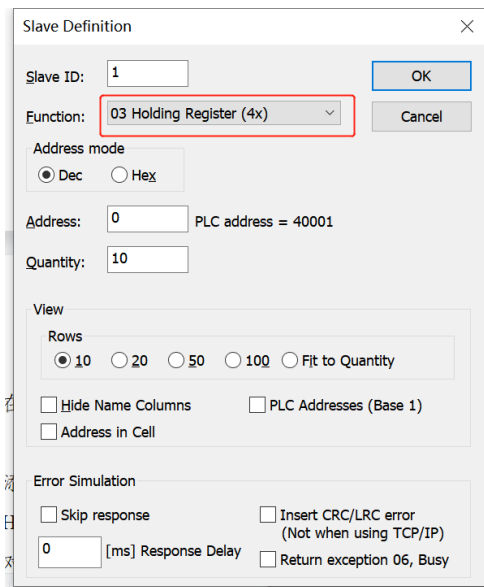 Slave Definition
Slave ID: 1 OK
Function: 03 Holding Register (4x) Cancel
Address mode
Dec Hex
Address: 0 PLC address = 40001
Quantity: 10
View
Rows
10 20 50 100 Fit to Quantity
Hide Name Columns PLC Addresses (Base 1)
Address in Cell
Error Simulation
Skip response Insert CRC/LRC error
(Not when using TCP/IP)
0 [ms] Response Delay
Return exception 06, Busy